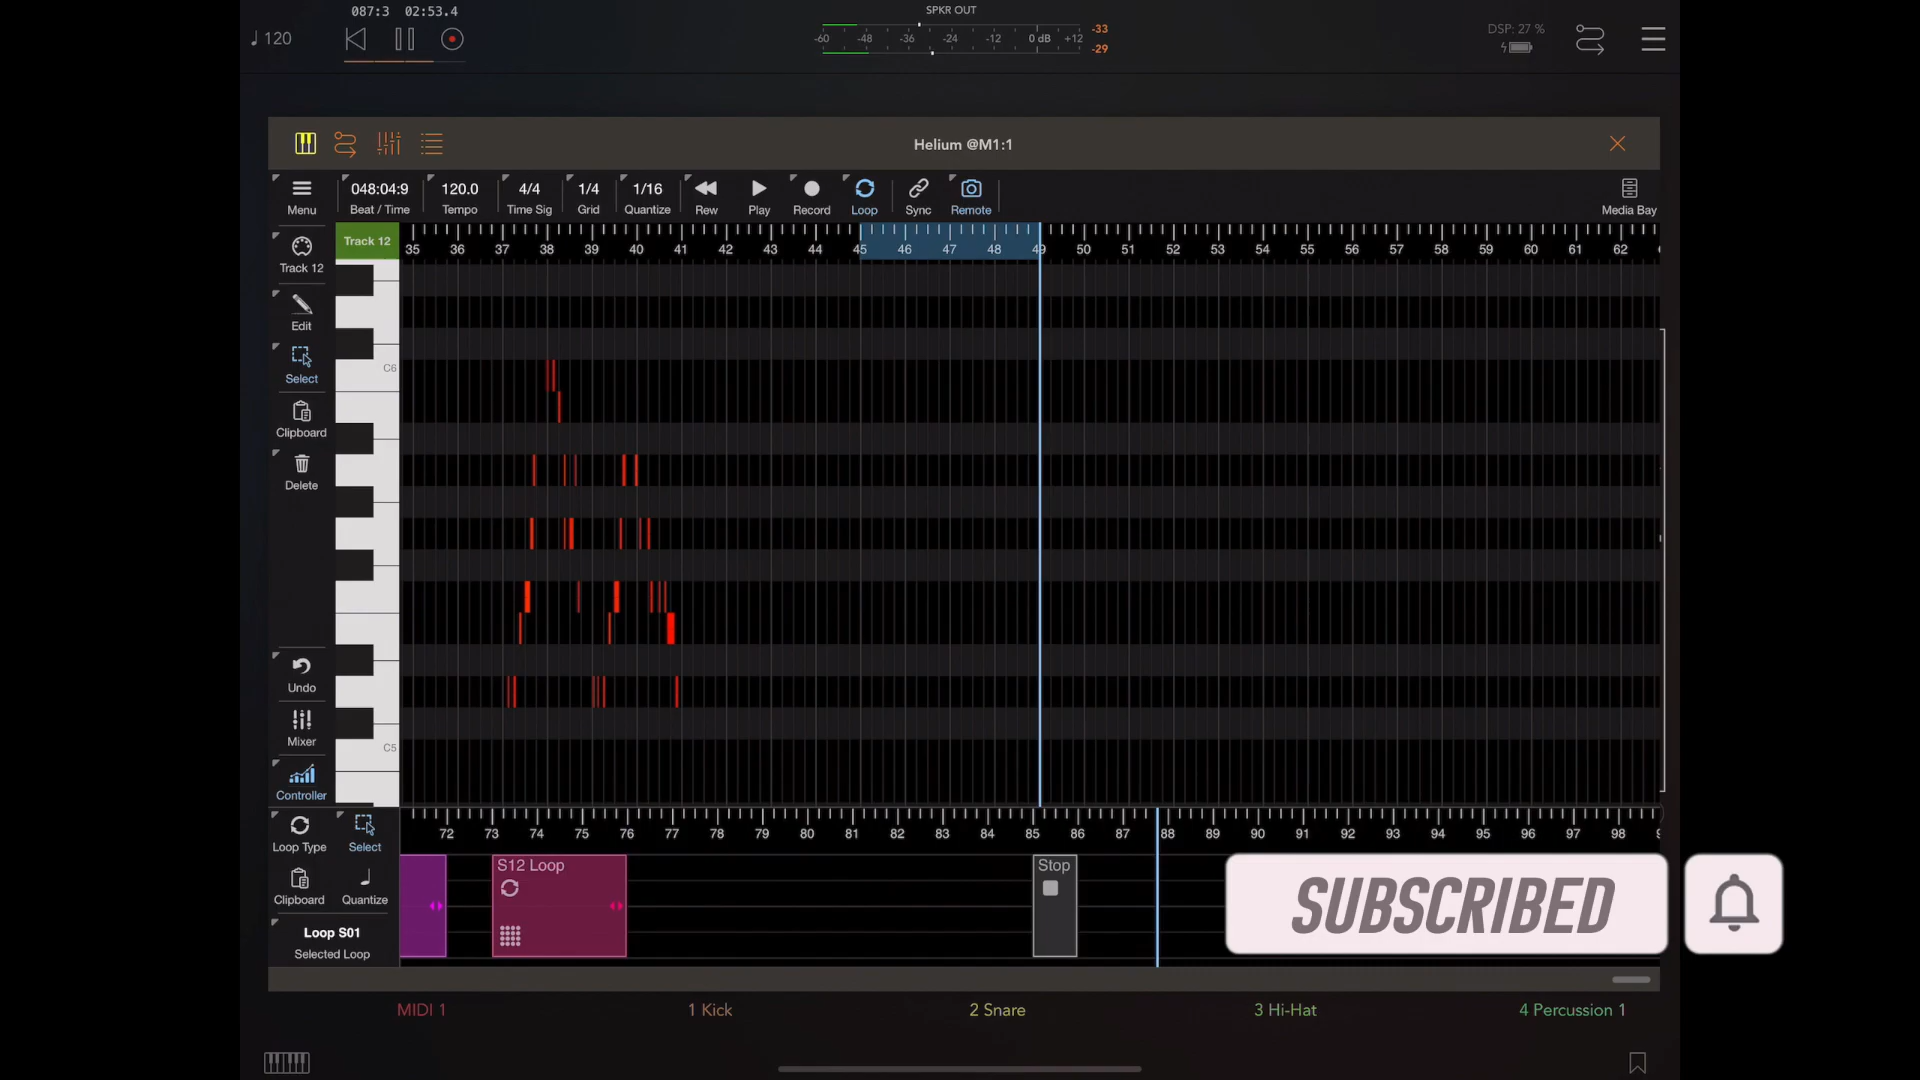 087:3 02:53.4
♩ 120
SPKR OUT
-60 -48 -36 -24 -12 0 dB +12
-33
-29
DSP: 27 %
Helium @M1:1
048:04:9 120.0 4/4 1/4 1/16
Menu Beat / Time Tempo Time Sig Grid Quantize Rew Play Record Loop Sync Remote Media Bay
Track 12
35 36 37 38 39 40 41 42 43 44 45 46 47 48 49 50 51 52 53 54 55 56 57 58 59 60 61 62
Track 12
Edit
C6
Select
Clipboard
Delete
Undo
Mixer
C5
Controller
72 73 74 75 76 77 78 79 80 81 82 83 84 85 86 87 88 89 90 91 92 93 94 95 96 97 98
Loop Type Select
S12 Loop
Stop
Clipboard Quantize
SUBSCRIBED
Loop S01
Selected Loop
MIDI 1 1 Kick 2 Snare 3 Hi-Hat 4 Percussion 1